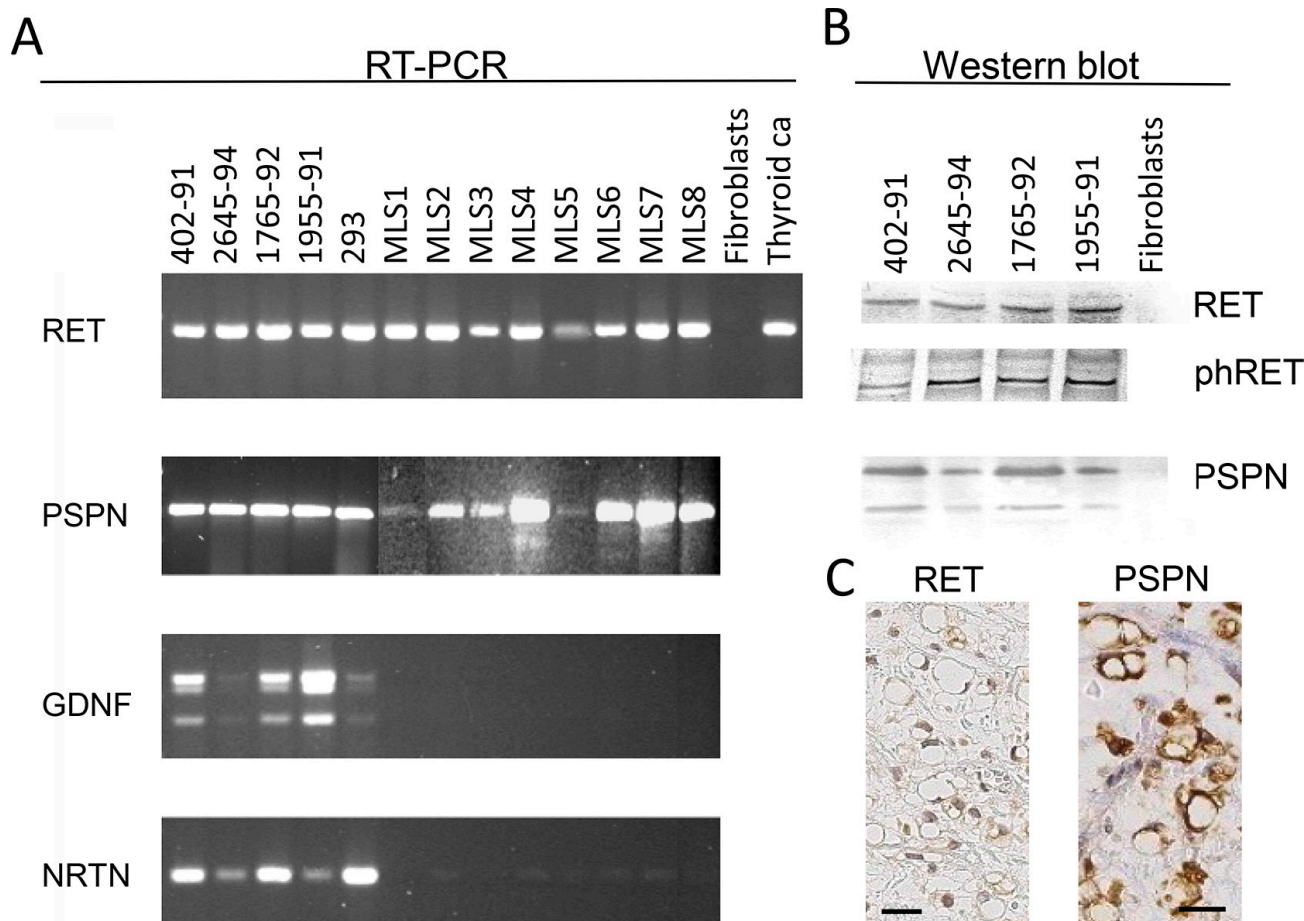 A
RT-PCR
402-91
2645-94
1765-92
1955-91
293
MLS1
MLS2
MLS3
MLS4
MLS5
MLS6
MLS7
MLS8
Fibroblasts
Thyroid ca
RET
PSPN
GDNF
NRTN
B
Western blot
402-91
2645-94
1765-92
1955-91
Fibroblasts
RET
phRET
PSPN
C
RET
PSPN